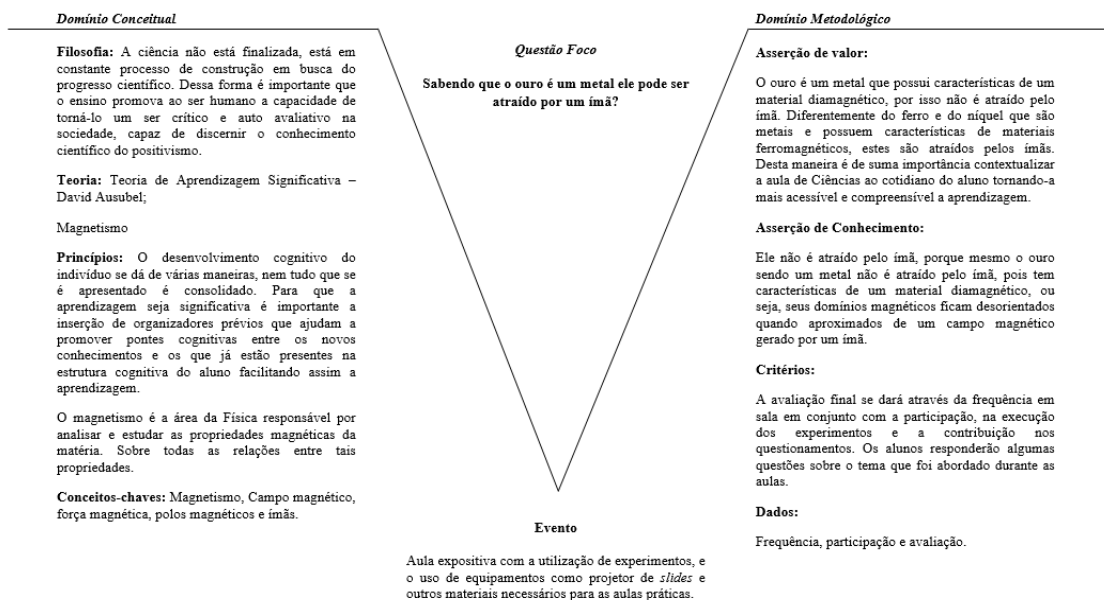 Domínio Conceitual
Filosofia: A ciência não está finalizada, está em
constante processo de construção em busca do
progresso científico. Dessa forma é importante que
o ensino promova ao ser humano a capacidade de
torná-lo um ser crítico e auto avaliativo na
sociedade, capaz de discernir o conhecimento
científico do positivismo.
Teoria: Teoria de Aprendizagem Significativa –
David Ausubel;
Magnetismo
Princípios: O desenvolvimento cognitivo do
indivíduo se dá de várias maneiras, nem tudo que se
é apresentado é consolidado. Para que a
aprendizagem seja significativa é importante a
inserção de organizadores prévios que ajudam a
promover pontes cognitivas entre os novos
conhecimentos e os que já estão presentes na
estrutura cognitiva do aluno facilitando assim a
aprendizagem.
O magnetismo é a área da Física responsável por
analisar e estudar as propriedades magnéticas da
matéria. Sobre todas as relações entre tais
propriedades.
Conceitos-chaves: Magnetismo, Campo magnético,
força magnética, polos magnéticos e ímãs.
Questão Foco
Sabendo que o ouro é um metal ele pode ser
atraído por um ímã?
Evento
Aula expositiva com a utilização de experimentos, e
o uso de equipamentos como projetor de slides e
outros materiais necessários para as aulas práticas.
Domínio Metodológico
Asserção de valor:
O ouro é um metal que possui características de um
material diamagnético, por isso não é atraído pelo
ímã. Diferentemente do ferro e do níquel que são
metais e possuem características de materiais
ferromagnéticos, estes são atraídos pelos ímãs.
Desta maneira é de suma importância contextualizar
a aula de Ciências ao cotidiano do aluno tornando-a
mais acessível e compreensível a aprendizagem.
Asserção de Conhecimento:
Ele não é atraído pelo ímã, porque mesmo o ouro
sendo um metal não é atraído pelo ímã, pois tem
características de um material diamagnético, ou
seja, seus domínios magnéticos ficam desorientados
quando aproximados de um campo magnético
gerado por um ímã.
Critérios:
A avaliação final se dará através da frequência em
sala em conjunto com a participação, na execução
dos experimentos e a contribuição nos
questionamentos. Os alunos responderão algumas
questões sobre o tema que foi abordado durante as
aulas.
Dados:
Frequência, participação e avaliação.